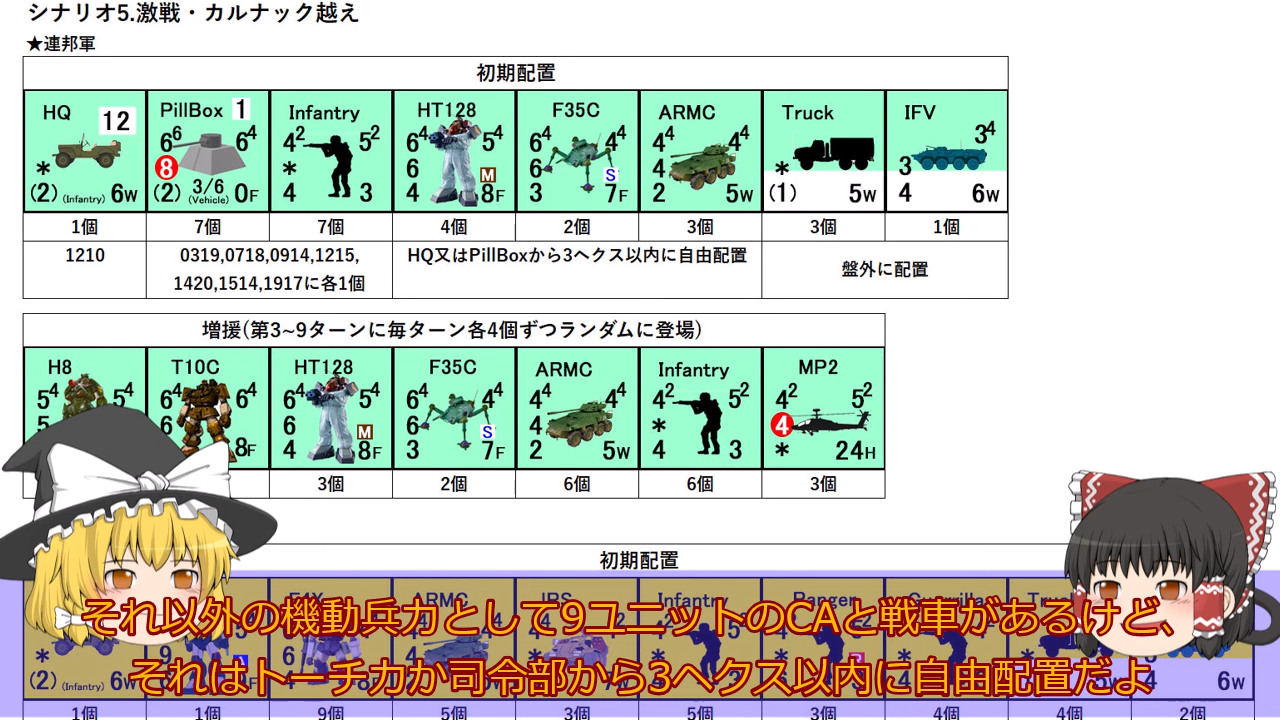 シナリオ5.激戦・カルナック越え
★連邦軍
初期配置
HQ 12 * (2) (Infantry) 6W
PillBox 1 6 6 6 4 8 (2) 3/6 (Vehicle) 0F
Infantry 4 2 5 2 * 4 3
HT128 6 4 5 4 6 M 4 8F
F35C 6 4 4 4 6 S 3 7F
ARMC 4 4 4 4 4 2 5W
Truck * (1) 5W
IFV 3 4 3 4 6W
1個 7個 7個 4個 2個 3個 3個 1個
1210
0319,0718,0914,1215,
1420,1514,1917に各1個
HQ又はPillBoxから3ヘクス以内に自由配置
盤外に配置
増援(第3~9ターンに毎ターン各4個ずつランダムに登場)
H8 5 4 5 4
T10C 6 4 6 4 6 8F
HT128 6 4 5 4 6 M 4 8F
F35C 6 4 4 4 6 S 3 7F
ARMC 4 4 4 4 4 2 5W
Infantry 4 2 5 2 * 4 3
MP2 4 2 5 2 4 * 24H
3個 2個 6個 6個 3個
初期配置
ARMC
Infantry
Ranger
それ以外の機動兵力として9ユニットのCAと戦車があるけど、
それはトーチカか司令部から3ヘクス以内に自由配置だよ
(2) (Infantry) 6W
6W
1個 1個 9個 5個 3個 5個 3個 4個 4個 2個